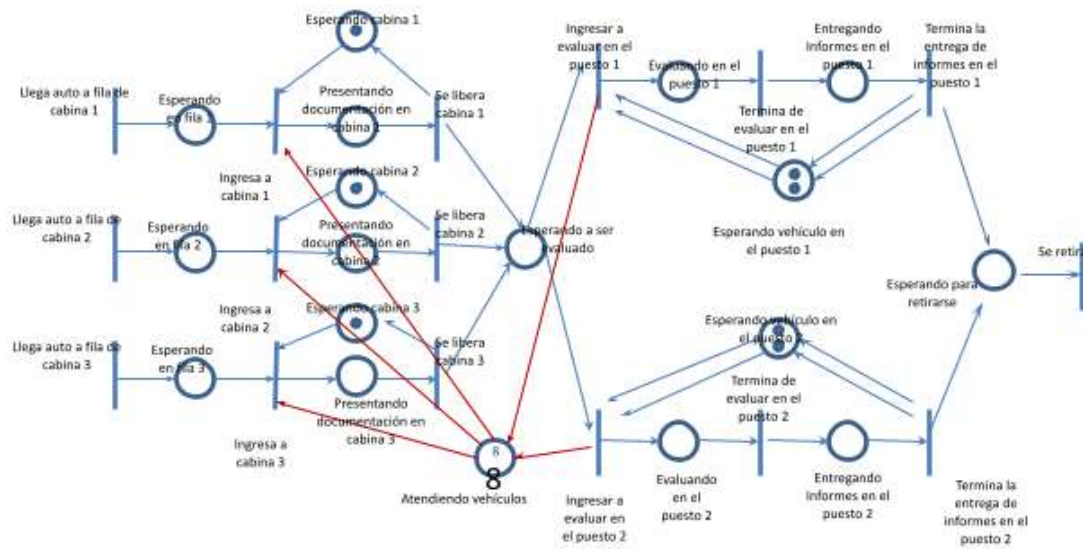 Esperando cabina 1
Llega auto a fila de
cabina 1
Esperando
en fila 1
Presentando
documentación en
cabina 1
Se libera
cabina 1
Ingresa a
cabina 1
Ingresar a
evaluar en el
puesto 1
Evaluando en el
puesto 1
Termina de
evaluar en el
puesto 1
Entregando
Informes en el
puesto 1
Termina la
entrega de
informes en el
puesto 1
Esperando vehículo en
el puesto 1
Llega auto a fila de
cabina 2
Esperando
en fila 2
Esperando cabina 2
Presentando
documentación en
cabina 2
Se libera
cabina 2
Ingresa a
cabina 2
Esperando a ser
evaluado
Esperando para
retirarse
Se retira
Llega auto a fila de
cabina 3
Esperando
en fila 3
Esperando cabina 3
Se libera
cabina 3
Presentando
documentación en
cabina 3
Ingresa a
cabina 3
8
8
Atendiendo vehículos
Esperando vehículo en
el puesto 2
Termina de
evaluar en el
puesto 2
Ingresar a
evaluar en
el puesto 2
Evaluando
en el
puesto 2
Entregando
Informes en el
puesto 2
Termina la
entrega de
informes en el
puesto 2